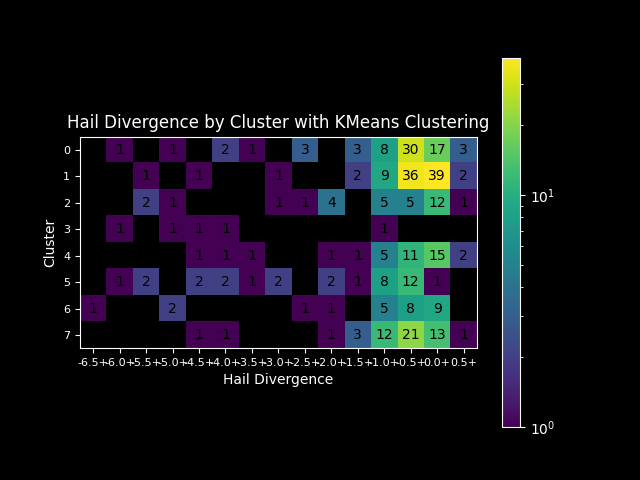 Hail Divergence by Cluster with KMeans Clustering
0 1 1 2 1 3 3 8 30 17 3
1 1 1 1 2 9 36 39 2
2 2 1 1 1 4 5 5 12 1
3 1 1 1 1 1
4 1 1 1 1 1 5 11 15 2
5 1 2 2 2 1 2 2 1 8 12 1
6 1 2 1 1 5 8 9
7 1 1 1 3 12 21 13 1
-6.5+ -6.0+ -5.5+ -5.0+ -4.5+ -4.0+ -3.5+ -3.0+ -2.5+ -2.0+ -1.5+ -1.0+ -0.5+ 0.0+ 0.5+
Hail Divergence
Cluster
10¹
10⁰